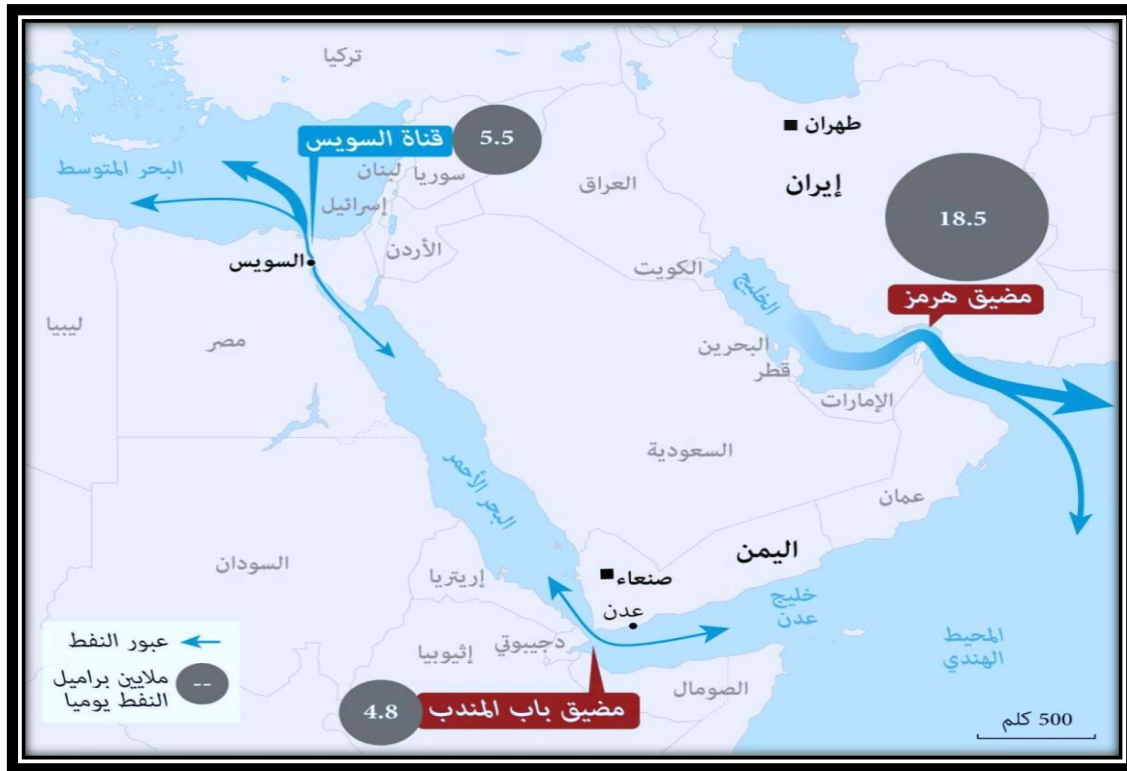 تركيا
قناة السويس
5.5
طهران
البحر المتوسط
لبنان
سوريا
إسرائيل
العراق
إيران
18.5
الأردن
السويس
الكويت
الخليج
مضيق هرمز
ليبيا
مصر
البحرين
قطر
الإمارات
السعودية
البحر الأحمر
عمان
اليمن
السودان
إريتريا
صنعاء
عدن
خليج
عدن
دجيبوتي
إثيوبيا
المحيط
الهندي
الصومال
مضيق باب المندب
4.8
عبور النفط
--
ملايين براميل
النفط يوميا
500 كلم